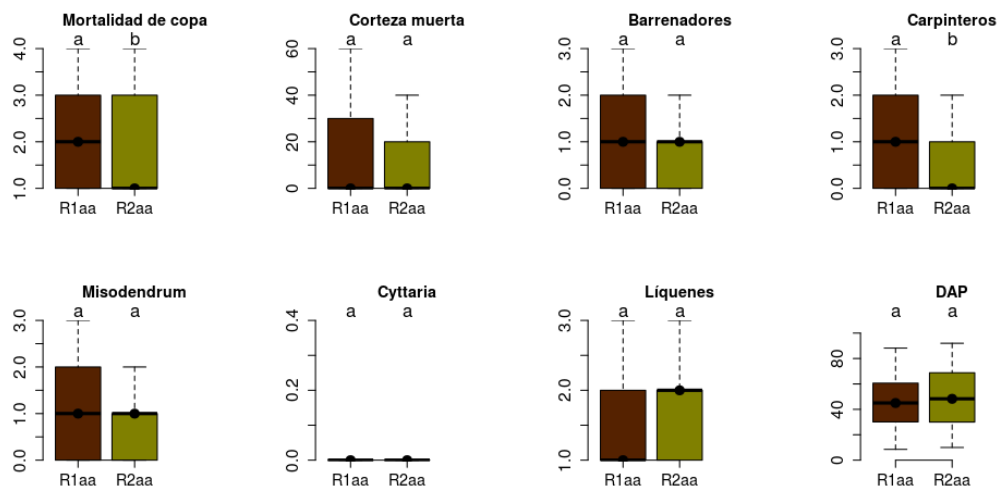 Mortalidad de copa
a b
4.0
3.0
2.0
1.0
R1aa R2aa
Corteza muerta
a a
60
40
20
0
R1aa R2aa
Barrenadores
a a
3.0
2.0
1.0
0.0
R1aa R2aa
Carpinteros
a b
3.0
2.0
1.0
0.0
R1aa R2aa
Misodendrum
a a
3.0
2.0
1.0
0.0
R1aa R2aa
Cyttaria
a a
0.4
0.2
0.0
R1aa R2aa
Líquenes
a a
3.0
2.0
1.0
R1aa R2aa
DAP
a a
80
40
0
R1aa R2aa